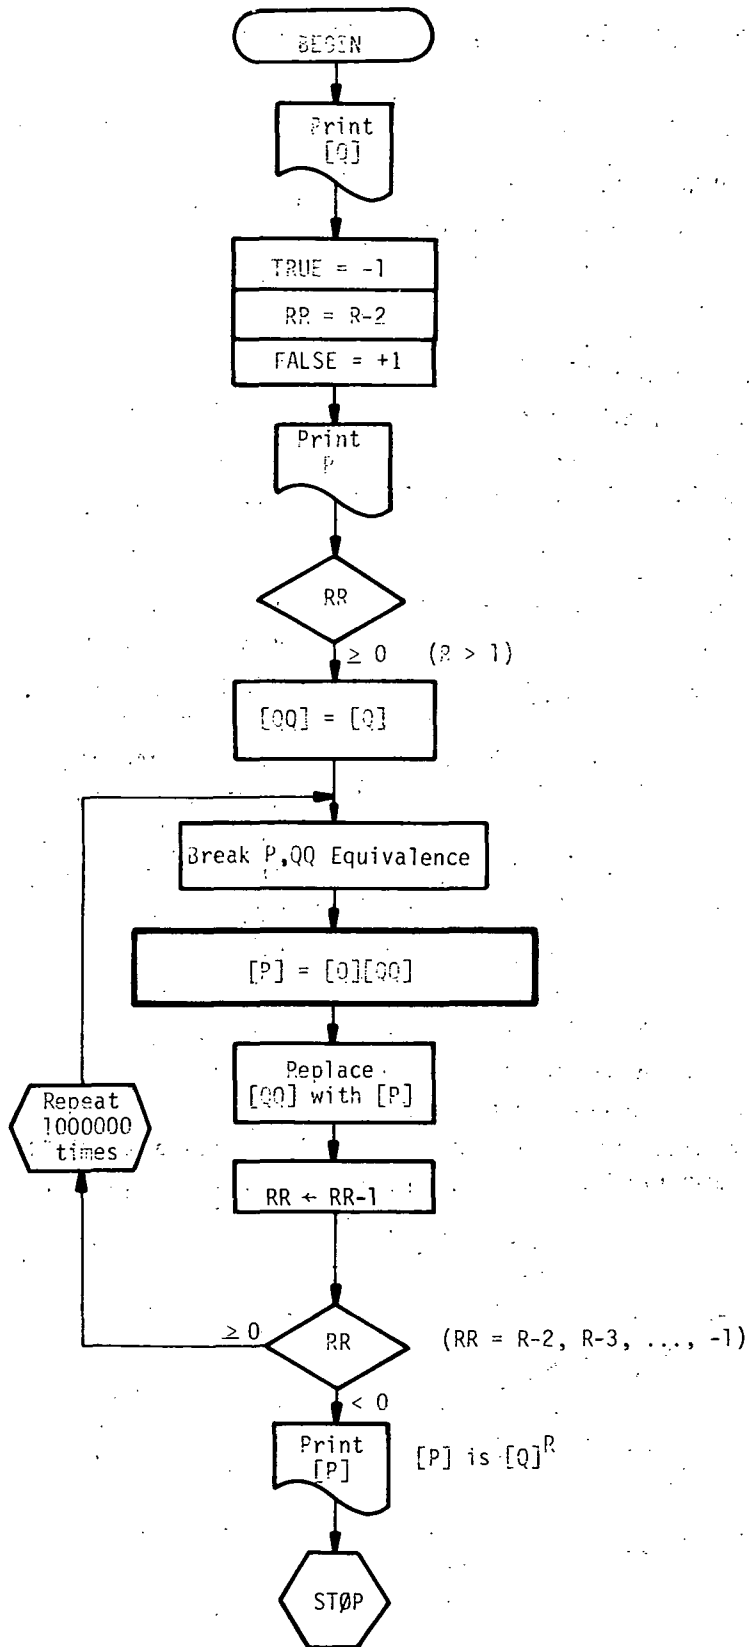 BEGIN
Print
[Q]
TRUE = -1
RR = R-2
FALSE = +1
Print
P
RR
≥ 0 (R > 1)
[QQ] = [Q]
Break P,QQ Equivalence
[P] = [Q][QQ]
Replace
[QQ] with [P]
Repeat
1000000
times
RR ← RR-1
≥ 0
RR
(RR = R-2, R-3, ..., -1)
< 0
Print
[P]
[P] is [Q]ᴿ
STØP